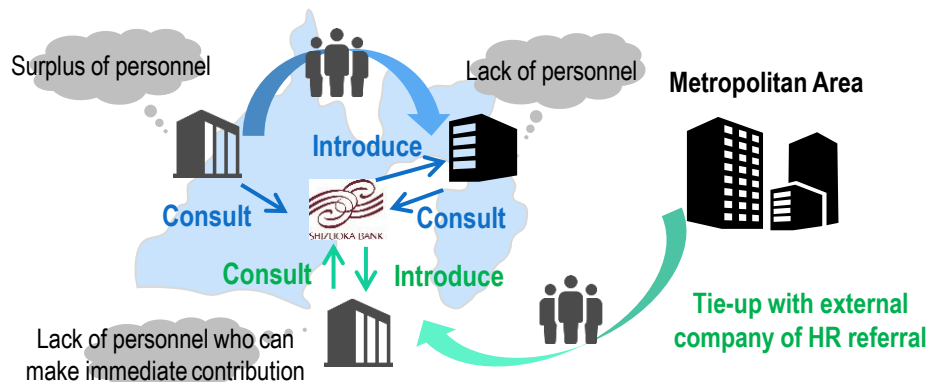 Surplus of personnel
Lack of personnel
Metropolitan Area
Introduce
Consult
Consult
SHIZUOKA BANK
Consult
Introduce
Tie-up with external
company of HR referral
Lack of personnel who can
make immediate contribution